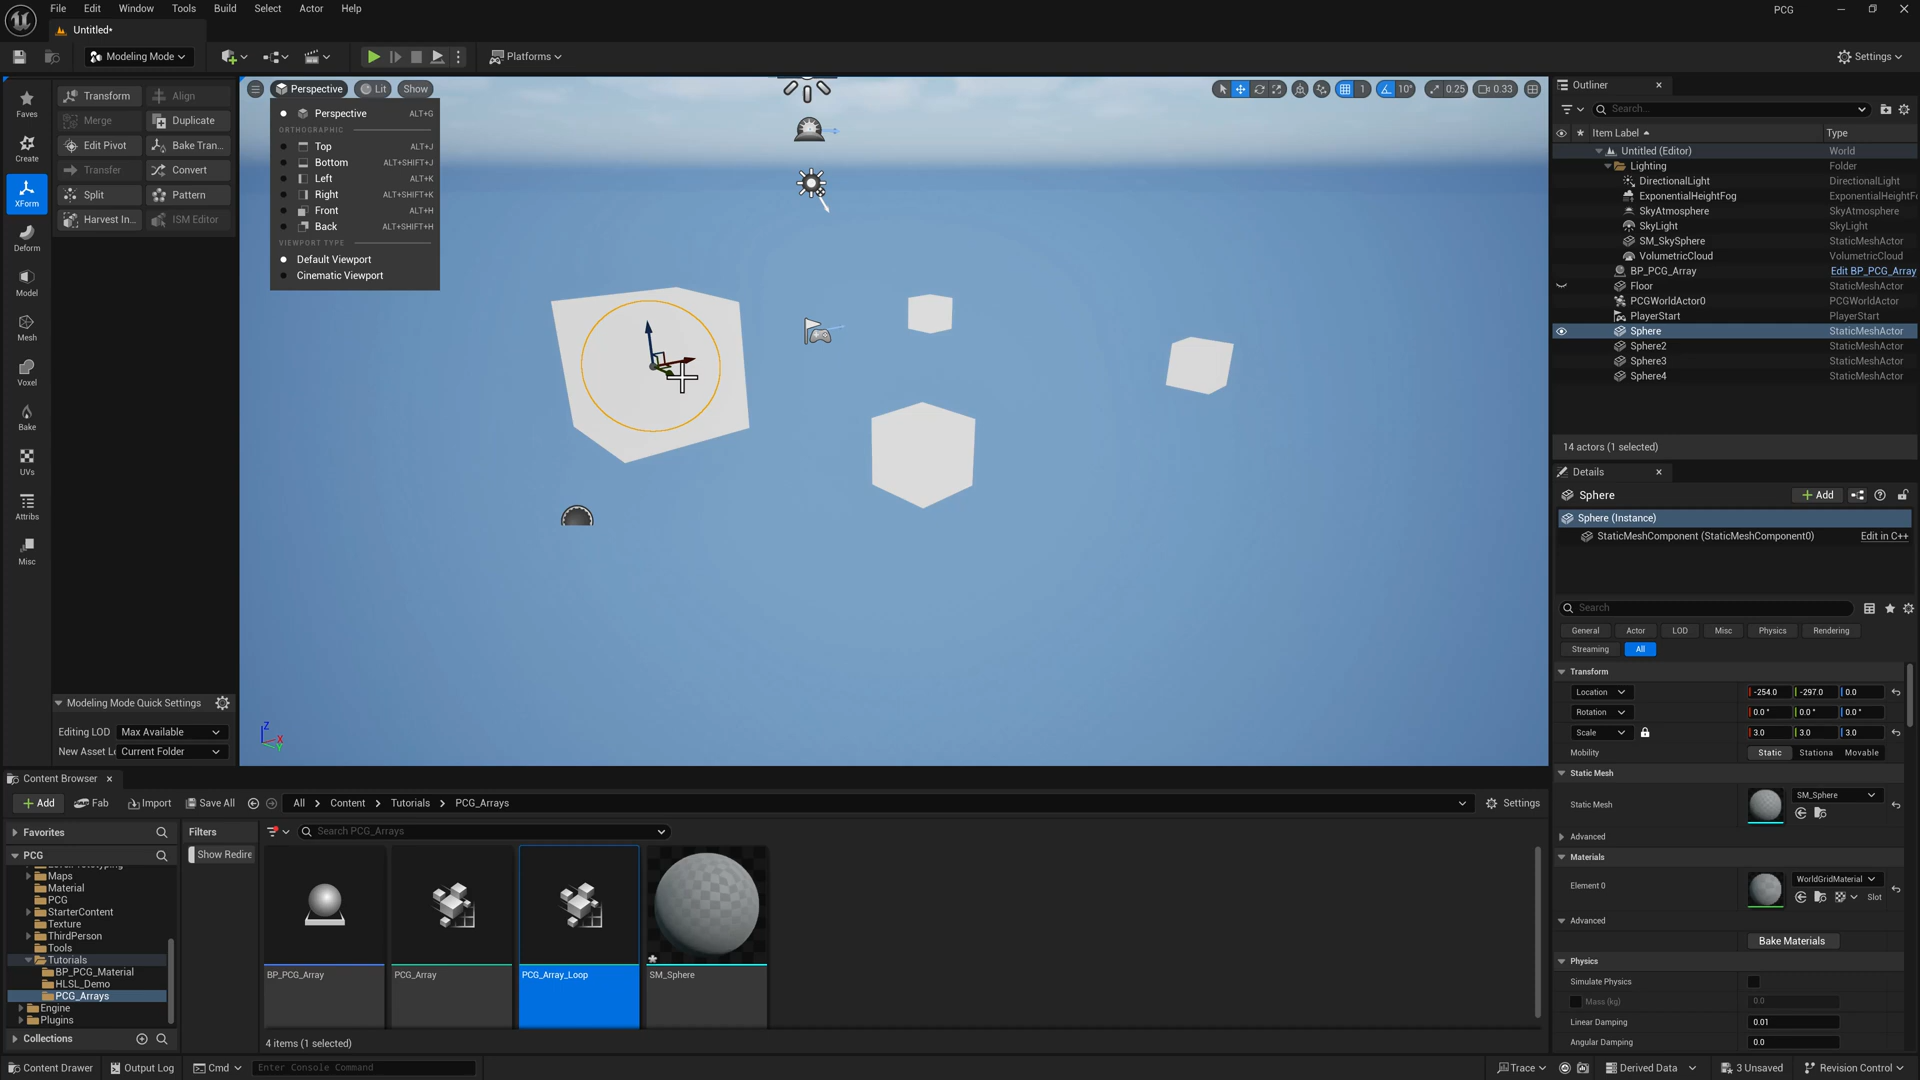 File Edit Window Tools Build Select Actor Help
PCG
Untitled*
Modeling Mode
Platforms
Settings
Faves
Create
XForm
Deform
Model
Mesh
Voxel
Bake
UVs
Attribs
Misc
Transform Align
Merge Duplicate
Edit Pivot Bake Tran...
Transfer Convert
Split Pattern
Harvest In... ISM Editor
Modeling Mode Quick Settings
Editing LOD Max Available
New Asset L Current Folder
Perspective Lit Show
Perspective ALT+G
ORTHOGRAPHIC
Top ALT+J
Bottom ALT+SHIFT+J
Left ALT+K
Right ALT+SHIFT+K
Front ALT+H
Back ALT+SHIFT+H
VIEWPORT TYPE
Default Viewport
Cinematic Viewport
1 10° 0.25 0.33
Z
X
Y
Outliner
Search...
Item Label Type
Untitled (Editor) World
Lighting Folder
DirectionalLight DirectionalLight
ExponentialHeightFog ExponentialHeightF
SkyAtmosphere SkyAtmosphere
SkyLight SkyLight
SM_SkySphere StaticMeshActor
VolumetricCloud VolumetricCloud
BP_PCG_Array Edit BP_PCG_Array
Floor StaticMeshActor
PCGWorldActor0 PCGWorldActor
PlayerStart PlayerStart
Sphere StaticMeshActor
Sphere2 StaticMeshActor
Sphere3 StaticMeshActor
Sphere4 StaticMeshActor
14 actors (1 selected)
Details
Sphere Add
Sphere (Instance)
StaticMeshComponent (StaticMeshComponent0) Edit in C++
Search
General Actor LOD Misc Physics Rendering
Streaming All
Transform
Location -254.0 -297.0 0.0
Rotation 0.0° 0.0° 0.0°
Scale 3.0 3.0 3.0
Mobility Static Stationa Movable
Static Mesh
Static Mesh SM_Sphere
Advanced
Materials
Element 0 WorldGridMaterial
Slot
Advanced
Bake Materials
Physics
Simulate Physics
Mass (kg) 0.0
Linear Damping 0.01
Angular Damping 0.0
Content Browser
Add Fab Import Save All All Content Tutorials PCG_Arrays Settings
Favorites
PCG
Maps
Material
PCG
StarterContent
Texture
ThirdPerson
Tools
Tutorials
BP_PCG_Material
HLSL_Demo
PCG_Arrays
Engine
Plugins
Collections
Filters
Show Redire
Search PCG_Arrays
BP_PCG_Array PCG_Array PCG_Array_Loop SM_Sphere
4 items (1 selected)
Content Drawer Output Log Cmd Enter Console Command Trace Derived Data 3 Unsaved Revision Control